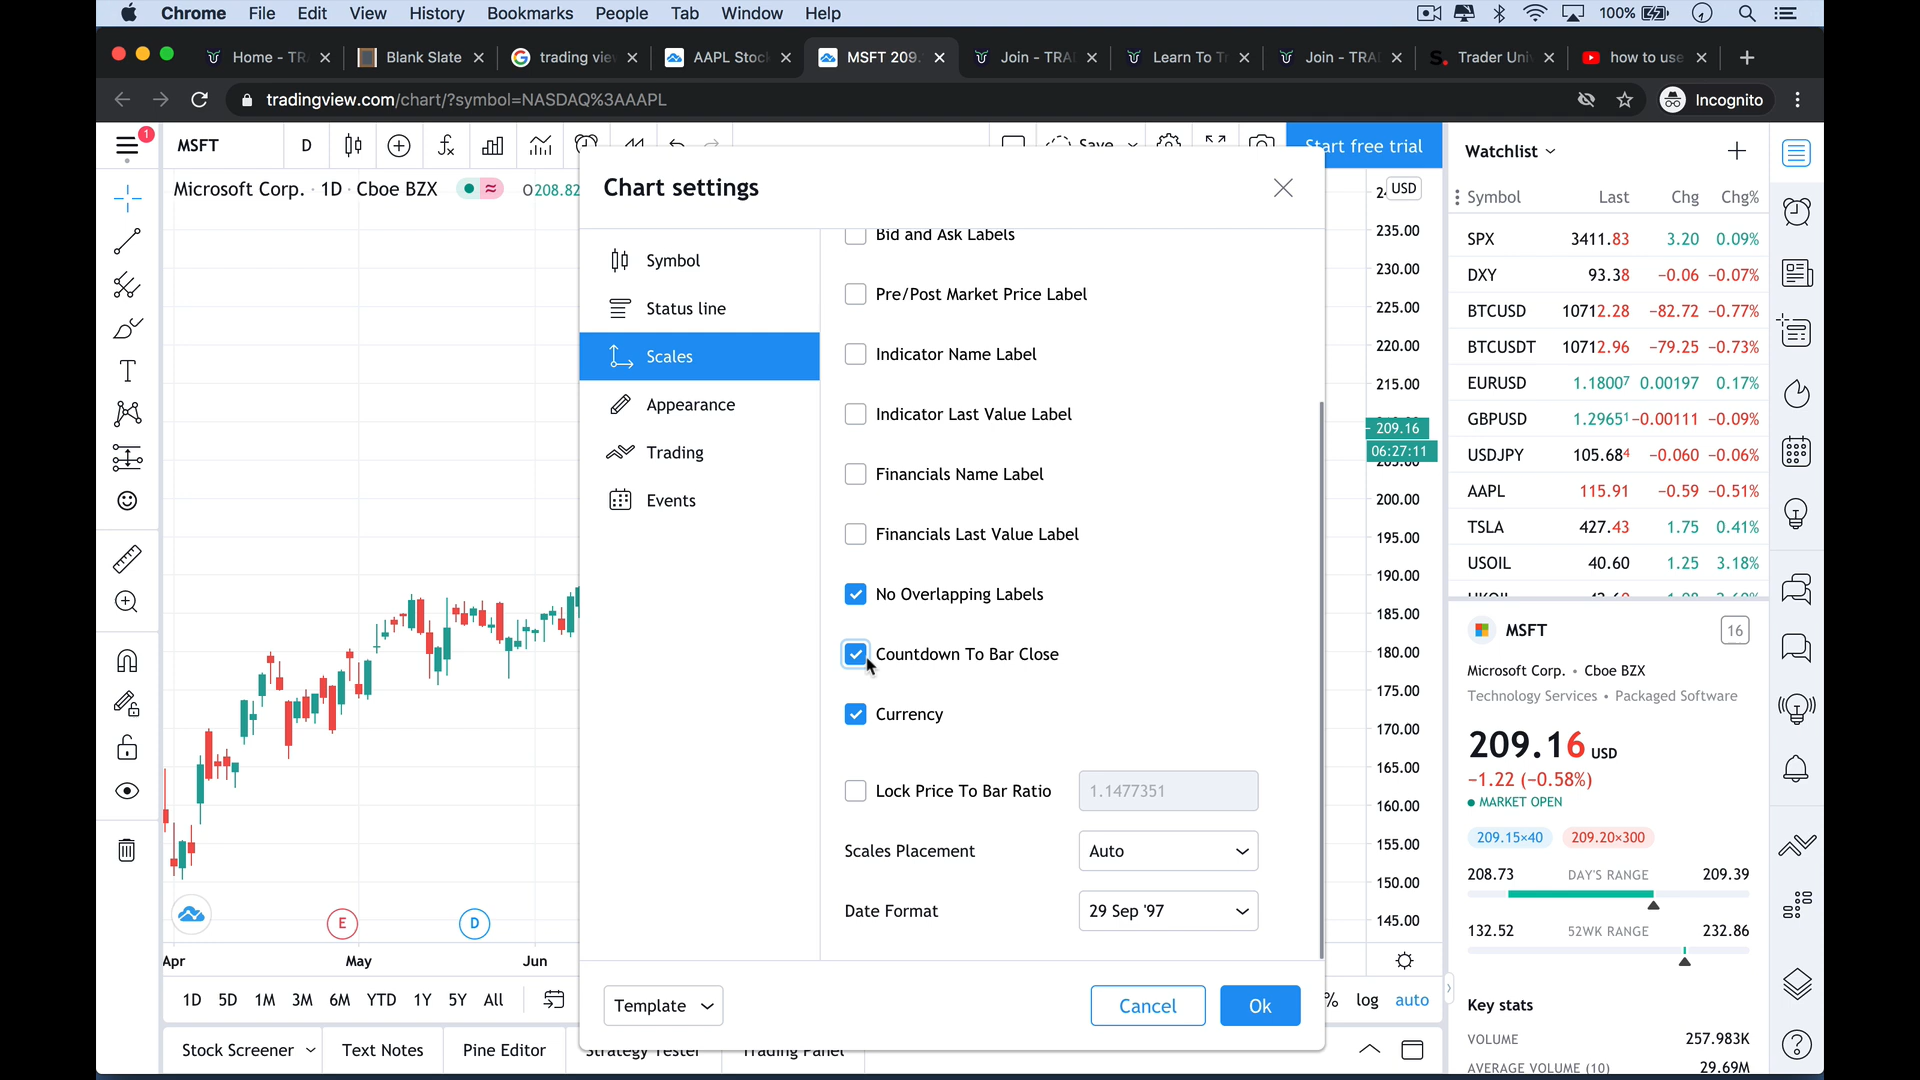 Chrome File Edit View History Bookmarks People Tab Window Help 100%
Home - TR Blank Slate trading vie AAPL Stoc MSFT 209. Join - TRA Learn To T Join - TRA Trader Uni how to use
tradingview.com/chart/?symbol=NASDAQ%3AAAPL Incognito
1 MSFT D Save Start free trial Watchlist
Microsoft Corp. · 1D · Cboe BZX O208.82
Chart settings
USD
Symbol
Status line
Scales
Appearance
Trading
Events
Bid and Ask Labels
Pre/Post Market Price Label
Indicator Name Label
Indicator Last Value Label
Financials Name Label
Financials Last Value Label
No Overlapping Labels
Countdown To Bar Close
Currency
Lock Price To Bar Ratio 1.1477351
Scales Placement Auto
Date Format 29 Sep '97
Template Cancel Ok
235.00
230.00
225.00
220.00
215.00
209.16
06:27:11
200.00
195.00
190.00
185.00
180.00
175.00
170.00
165.00
160.00
155.00
150.00
145.00
Symbol Last Chg Chg%
SPX 3411.83 3.20 0.09%
DXY 93.38 −0.06 −0.07%
BTCUSD 10712.28 −82.72 −0.77%
BTCUSDT 10712.96 −79.25 −0.73%
EURUSD 1.18007 0.00197 0.17%
GBPUSD 1.29651 −0.00111 −0.09%
USDJPY 105.684 −0.060 −0.06%
AAPL 115.91 −0.59 −0.51%
TSLA 427.43 1.75 0.41%
USOIL 40.60 1.25 3.18%
MSFT 16
Microsoft Corp. • Cboe BZX
Technology Services • Packaged Software
209.16 USD
−1.22 (−0.58%)
MARKET OPEN
209.15×40 209.20×300
208.73 DAY'S RANGE 209.39
132.52 52WK RANGE 232.86
Key stats
VOLUME 257.983K
AVERAGE VOLUME (10) 29.69M
E D
Apr May Jun
1D 5D 1M 3M 6M YTD 1Y 5Y All % log auto
Stock Screener Text Notes Pine Editor Strategy Tester Trading Panel